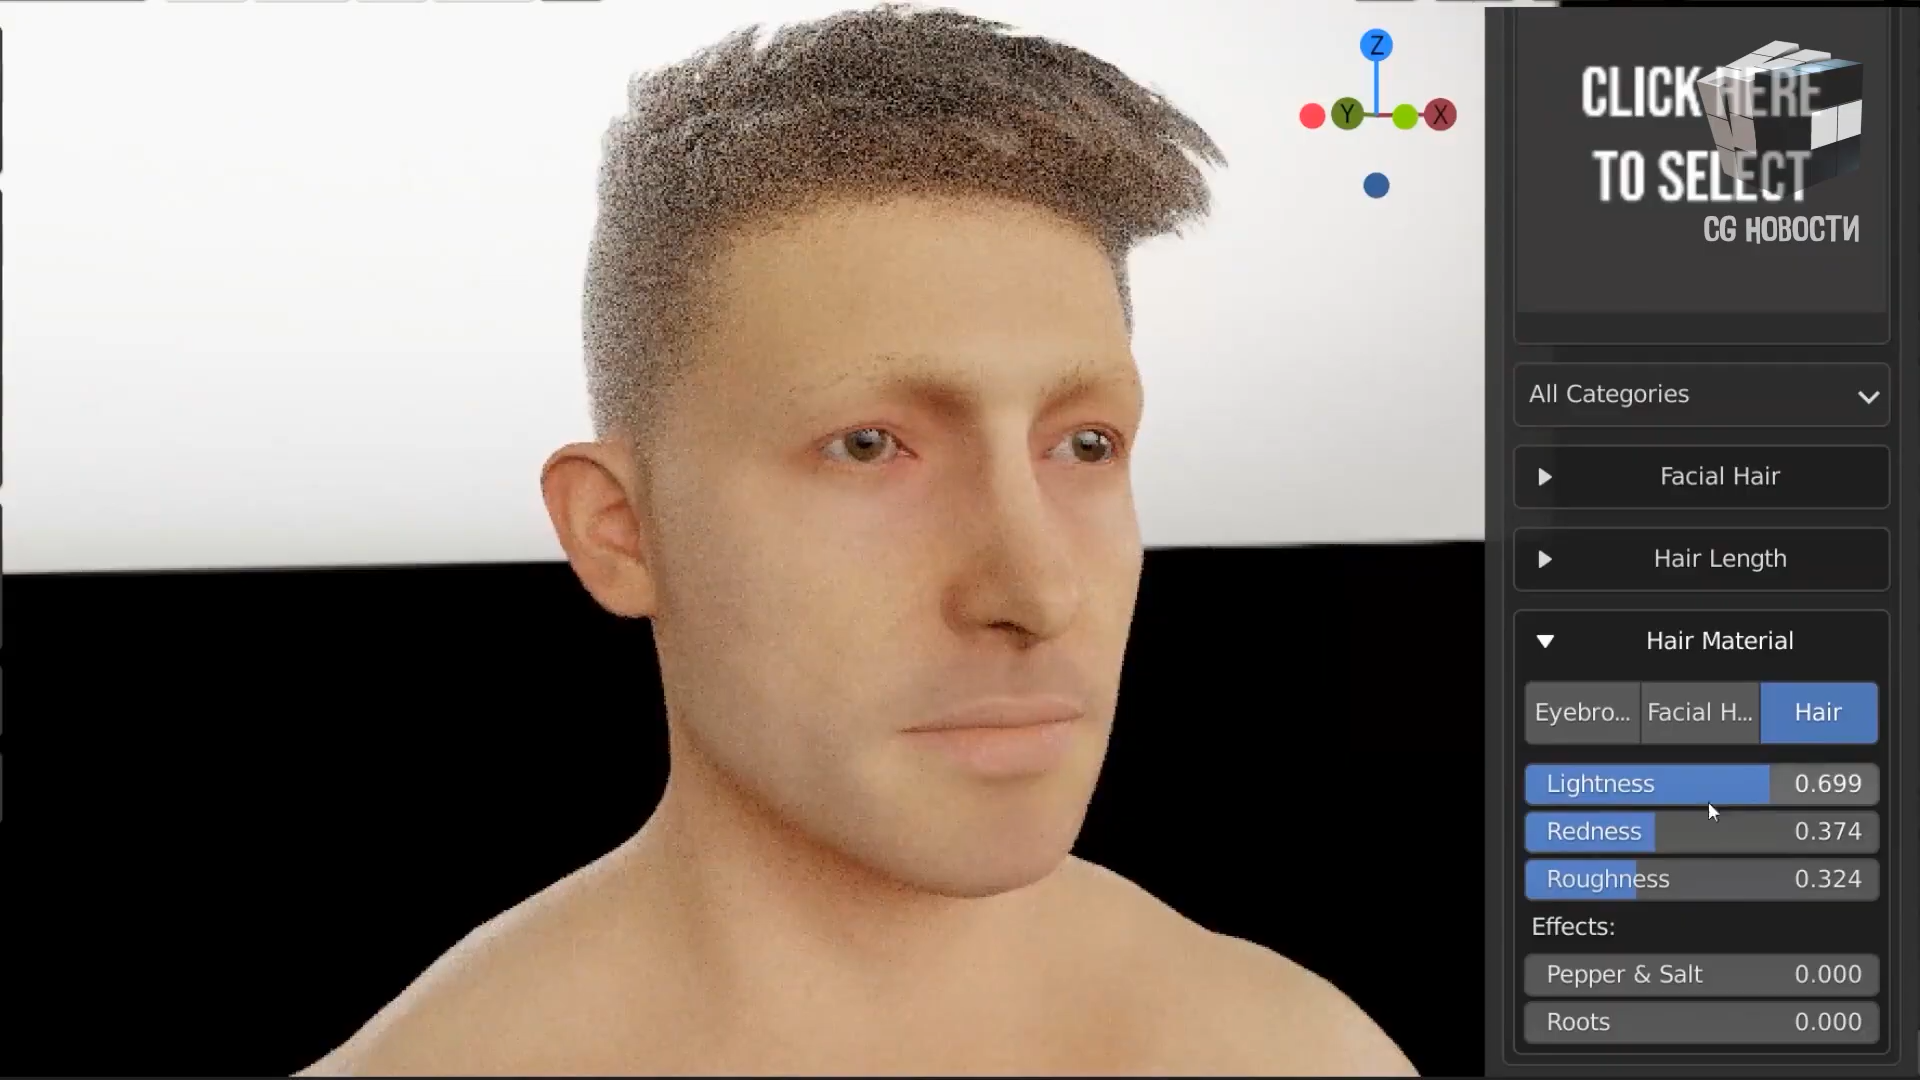 Z
Y
X
CLICK HERE
TO SELECT
CG НОВОСТИ
All Categories
Facial Hair
Hair Length
Hair Material
Eyebro...
Facial H...
Hair
Lightness 0.699
Redness 0.374
Roughness 0.324
Effects:
Pepper & Salt 0.000
Roots 0.000